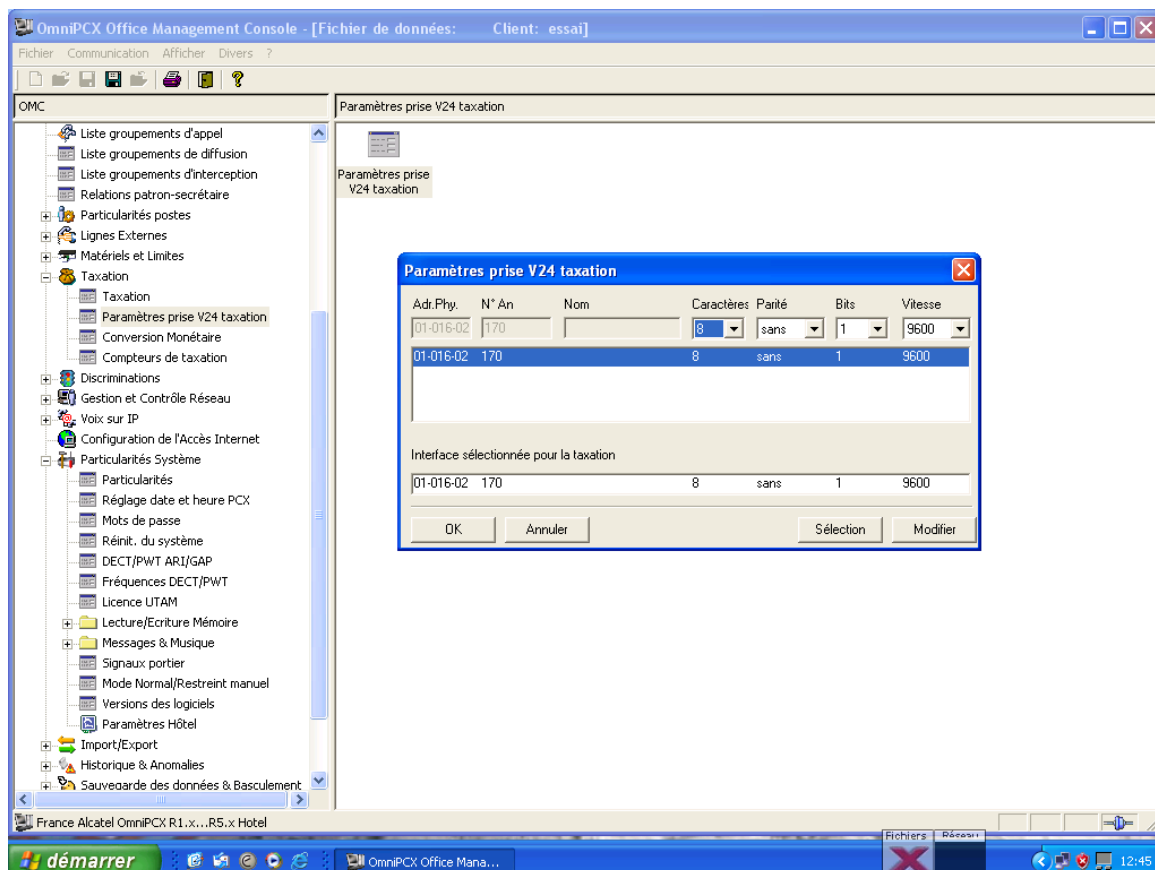 OmniPCX Office Management Console - [Fichier de données: Client: essai]
Fichier Communication Afficher Divers ?
OMC
Paramètres prise V24 taxation
Liste groupements d'appel
Liste groupements de diffusion
Liste groupements d'interception
Relations patron-secrétaire
Particularités postes
Lignes Externes
Matériels et Limites
Taxation
Taxation
Paramètres prise V24 taxation
Conversion Monétaire
Compteurs de taxation
Discriminations
Gestion et Contrôle Réseau
Voix sur IP
Configuration de l'Accès Internet
Particularités Système
Particularités
Réglage date et heure PCX
Mots de passe
Réinit. du système
DECT/PWT ARI/GAP
Fréquences DECT/PWT
Licence UTAM
Lecture/Ecriture Mémoire
Messages & Musique
Signaux portier
Mode Normal/Restreint manuel
Versions des logiciels
Paramètres Hôtel
Import/Export
Historique & Anomalies
Sauvegarde des données & Basculement
Paramètres prise
V24 taxation
Paramètres prise V24 taxation
Adr.Phy. N° An Nom Caractères Parité Bits Vitesse
01-016-02 170 8 sans 1 9600
01-016-02 170 8 sans 1 9600
Interface sélectionnée pour la taxation
01-016-02 170 8 sans 1 9600
OK Annuler Sélection Modifier
France Alcatel OmniPCX R1.x...R5.x Hotel
Fichiers Réseau
démarrer OmniPCX Office Mana... 12:45